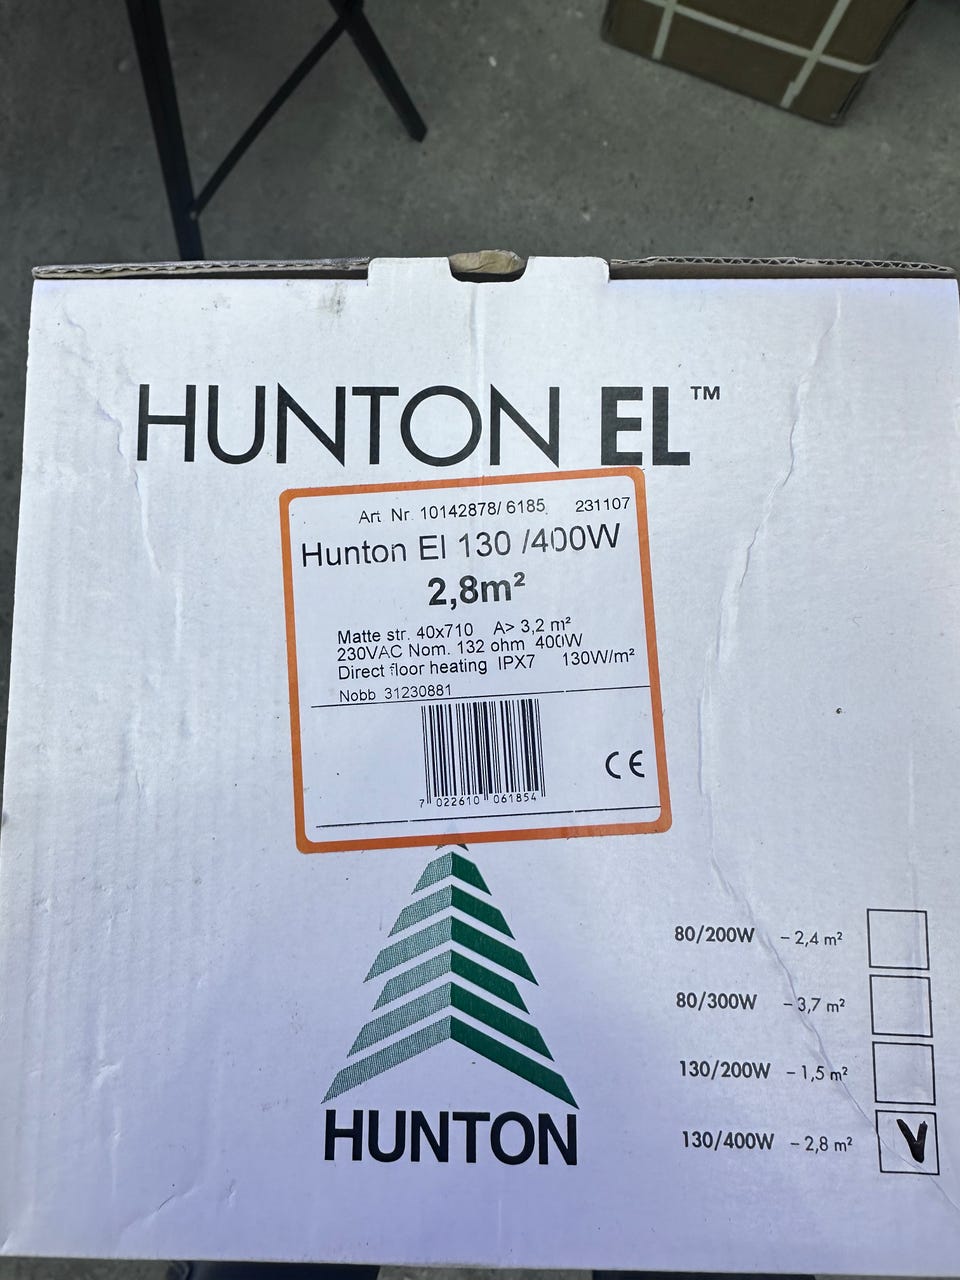 HUNTON EL™
Art. Nr. 10142878/ 6185 231107
Hunton El 130 /400W
2,8m²
Matte str. 40x710 A> 3,2 m²
230VAC Nom. 132 ohm 400W
Direct floor heating IPX7 130W/m²
Nobb 31230881
7 022610 061854
CE
80/200W – 2,4 m²
80/300W – 3,7 m²
130/200W – 1,5 m²
130/400W – 2,8 m²
HUNTON